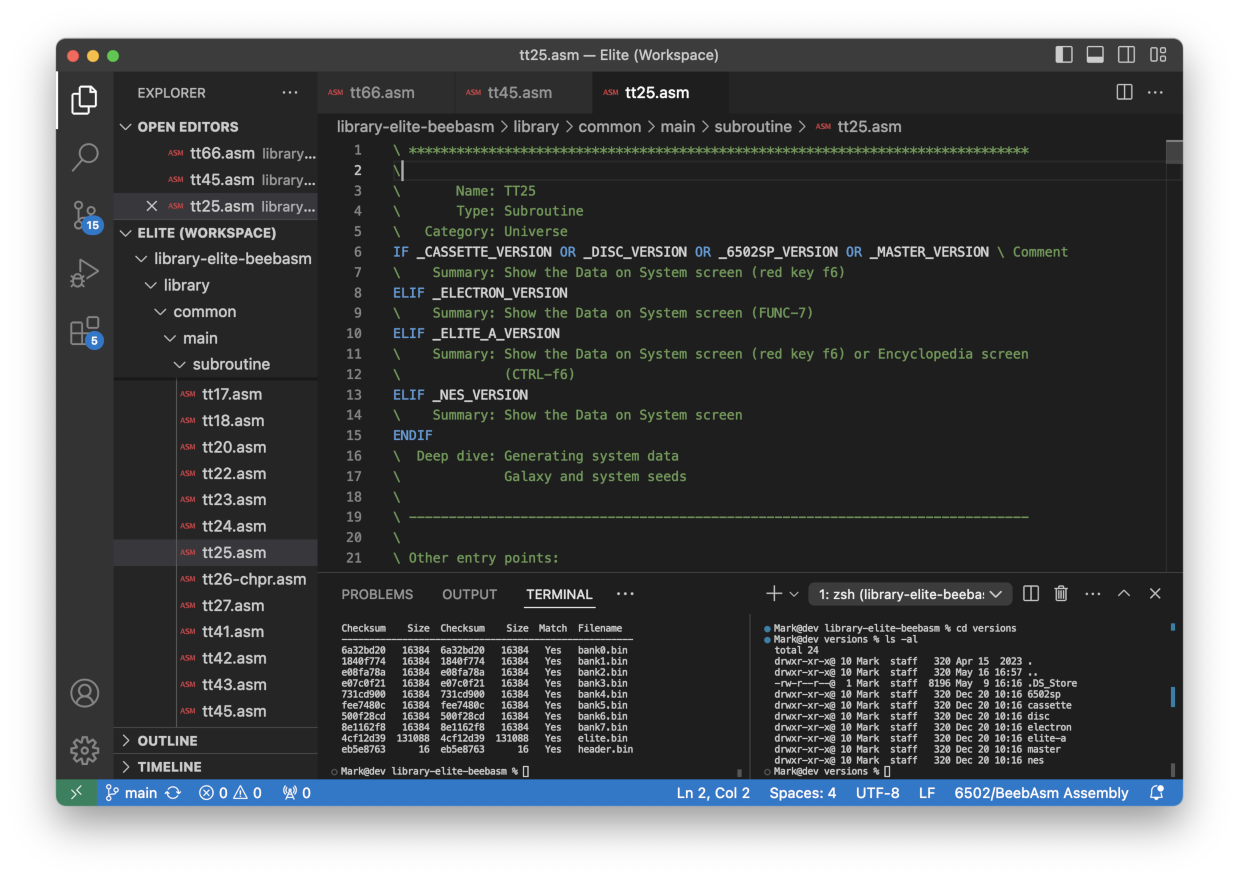 tt25.asm — Elite (Workspace)
EXPLORER
OPEN EDITORS
ASM tt66.asm library...
ASM tt45.asm library...
ASM tt25.asm library...
ELITE (WORKSPACE)
library-elite-beebasm
library
common
main
subroutine
ASM tt17.asm
ASM tt18.asm
ASM tt20.asm
ASM tt22.asm
ASM tt23.asm
ASM tt24.asm
ASM tt25.asm
ASM tt26-chpr.asm
ASM tt27.asm
ASM tt41.asm
ASM tt42.asm
ASM tt43.asm
ASM tt45.asm
OUTLINE
TIMELINE
15
5
ASM tt66.asm ASM tt45.asm ASM tt25.asm
library-elite-beebasm > library > common > main > subroutine > ASM tt25.asm
1 \ ******************************************************************************
2 \
3 \ Name: TT25
4 \ Type: Subroutine
5 \ Category: Universe
6 IF _CASSETTE_VERSION OR _DISC_VERSION OR _6502SP_VERSION OR _MASTER_VERSION \ Comment
7 \ Summary: Show the Data on System screen (red key f6)
8 ELIF _ELECTRON_VERSION
9 \ Summary: Show the Data on System screen (FUNC-7)
10 ELIF _ELITE_A_VERSION
11 \ Summary: Show the Data on System screen (red key f6) or Encyclopedia screen
12 \ (CTRL-f6)
13 ELIF _NES_VERSION
14 \ Summary: Show the Data on System screen
15 ENDIF
16 \ Deep dive: Generating system data
17 \ Galaxy and system seeds
18 \
19 \ ------------------------------------------------------------------------------
20 \
21 \ Other entry points:
PROBLEMS OUTPUT TERMINAL ...
1: zsh (library-elite-beeba:
Checksum Size Checksum Size Match Filename
6a32bd20 16384 6a32bd20 16384 Yes bank0.bin
1840f774 16384 1840f774 16384 Yes bank1.bin
e08fa78a 16384 e08fa78a 16384 Yes bank2.bin
e07c0f21 16384 e07c0f21 16384 Yes bank3.bin
731cd900 16384 731cd900 16384 Yes bank4.bin
fee7480c 16384 fee7480c 16384 Yes bank5.bin
500f28cd 16384 500f28cd 16384 Yes bank6.bin
8e1162f8 16384 8e1162f8 16384 Yes bank7.bin
4cf12d39 131088 4cf12d39 131088 Yes elite.bin
eb5e8763 16 eb5e8763 16 Yes header.bin
Mark@dev library-elite-beebasm %
Mark@dev library-elite-beebasm % cd versions
Mark@dev versions % ls -al
total 24
drwxr-xr-x@ 10 Mark staff 320 Apr 15 2023 .
drwxr-xr-x@ 10 Mark staff 320 May 16 16:57 ..
-rw-r--r--@ 1 Mark staff 8196 May 9 16:16 .DS_Store
drwxr-xr-x@ 10 Mark staff 320 Dec 20 10:16 6502sp
drwxr-xr-x@ 10 Mark staff 320 Dec 20 10:16 cassette
drwxr-xr-x@ 10 Mark staff 320 Dec 20 10:16 disc
drwxr-xr-x@ 10 Mark staff 320 Dec 20 10:16 electron
drwxr-xr-x@ 10 Mark staff 320 Dec 20 10:16 elite-a
drwxr-xr-x@ 10 Mark staff 320 Dec 20 10:16 master
drwxr-xr-x@ 10 Mark staff 320 Dec 20 10:16 nes
Mark@dev versions %
main 0 0 0 Ln 2, Col 2 Spaces: 4 UTF-8 LF 6502/BeebAsm Assembly